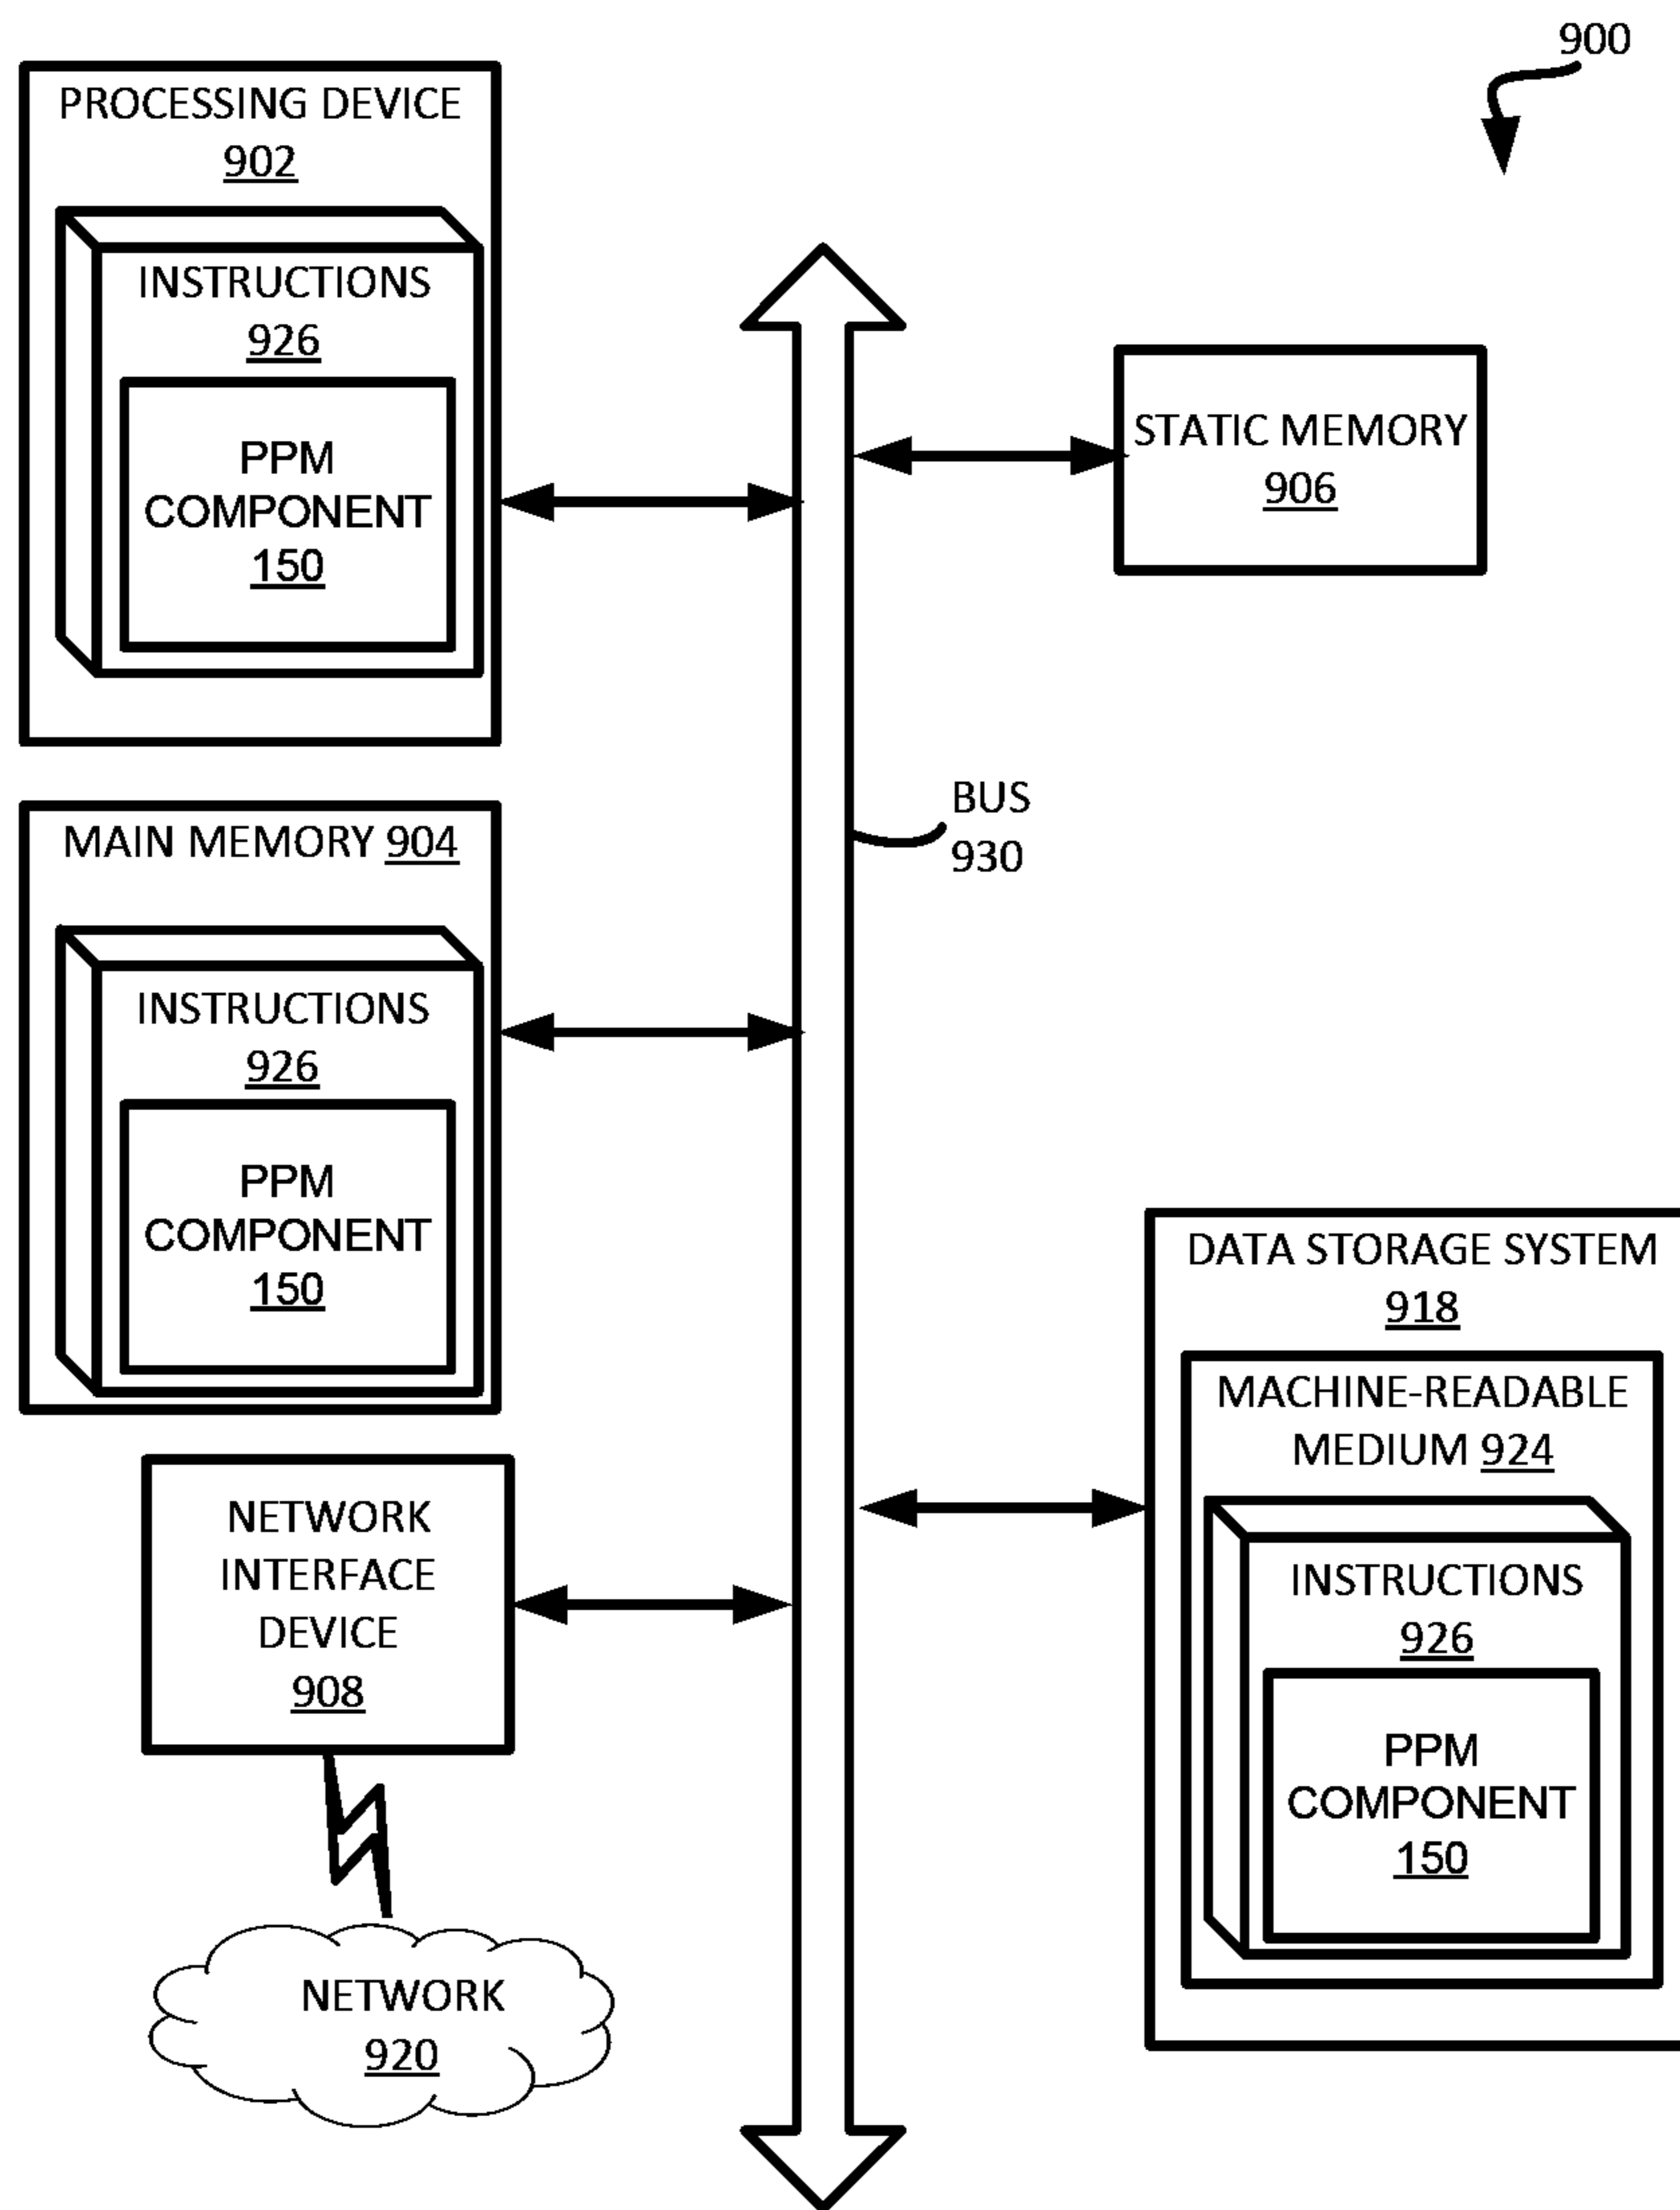 900
PROCESSING DEVICE
902
INSTRUCTIONS
926
PPM
COMPONENT
150
STATIC MEMORY
906
BUS
930
MAIN MEMORY 904
INSTRUCTIONS
926
PPM
COMPONENT
150
NETWORK
INTERFACE
DEVICE
908
NETWORK
920
DATA STORAGE SYSTEM
918
MACHINE-READABLE
MEDIUM 924
INSTRUCTIONS
926
PPM
COMPONENT
150